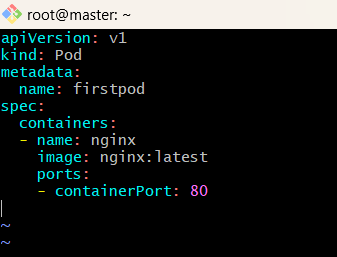 root@master: ~
apiVersion: v1
kind: Pod
metadata:
  name: firstpod
spec:
  containers:
  - name: nginx
    image: nginx:latest
    ports:
    - containerPort: 80
~
~